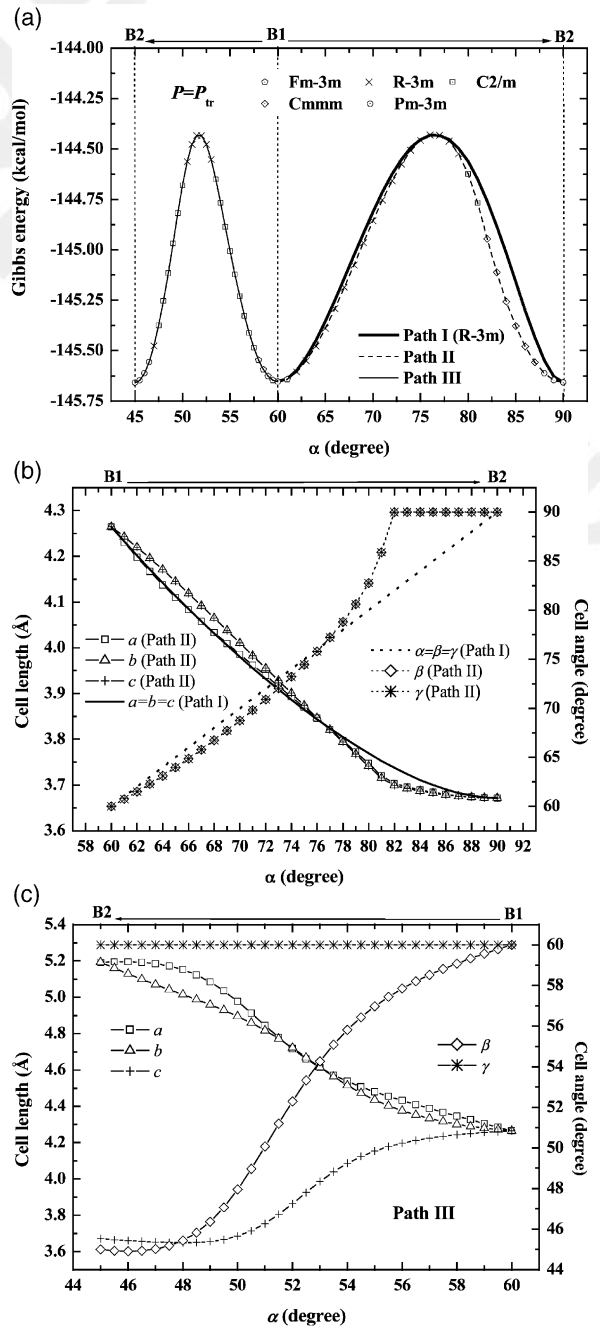 (a)
B2 B1 B2
-144.00
-144.25
-144.50
-144.75
-145.00
-145.25
-145.50
-145.75
Gibbs energy (kcal/mol)
P=Ptr
Fm-3m R-3m C2/m
Cmmm Pm-3m
Path I (R-3m)
Path II
Path III
45 50 55 60 65 70 75 80 85 90
α (degree)
(b)
B1 B2
4.3
4.2
4.1
4.0
3.9
3.8
3.7
3.6
Cell length (Å)
a (Path II)
b (Path II)
c (Path II)
a=b=c (Path I)
α=β=γ (Path I)
β (Path II)
γ (Path II)
90
85
80
75
70
65
60
Cell angle (degree)
58 60 62 64 66 68 70 72 74 76 78 80 82 84 86 88 90 92
α (degree)
(c)
B2 B1
5.4
5.2
5.0
4.8
4.6
4.4
4.2
4.0
3.8
3.6
Cell length (Å)
a
b
c
β
γ
Path III
60
58
56
54
52
50
48
46
44
Cell angle (degree)
44 46 48 50 52 54 56 58 60
α (degree)